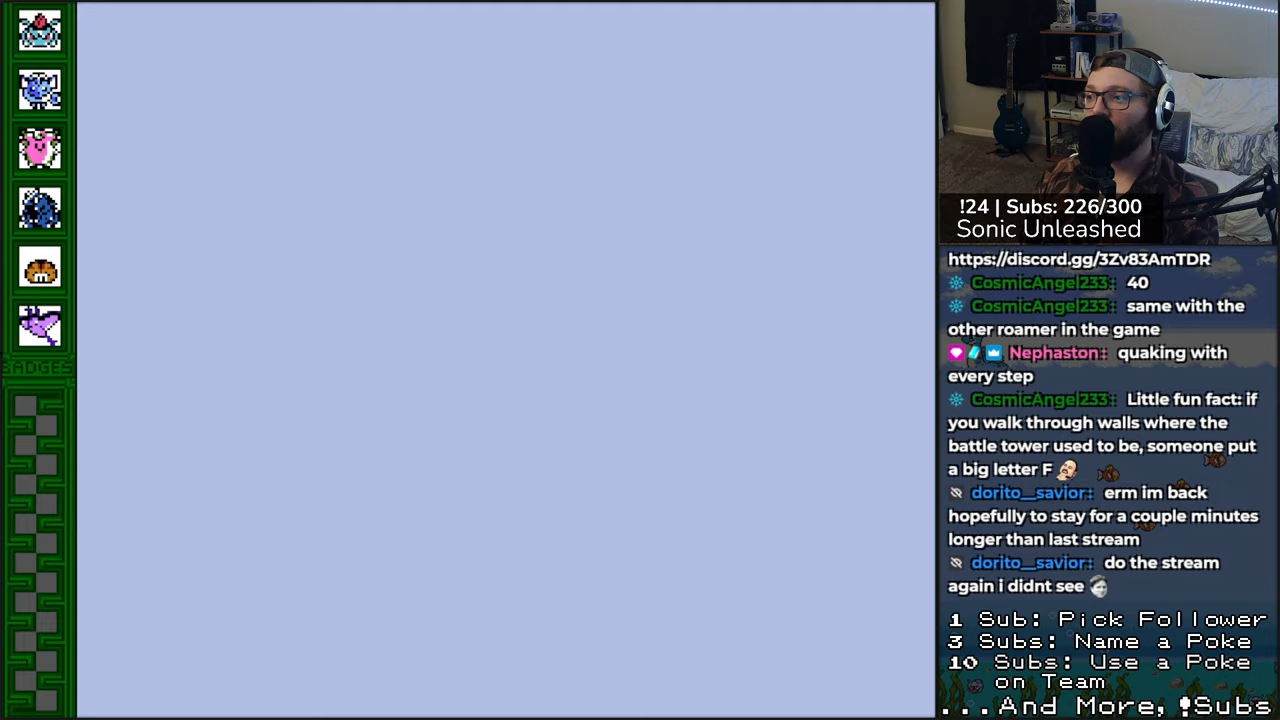 BADGES
!24 | Subs: 226/300
Sonic Unleashed
https://discord.gg/3Zv83AmTDR
CosmicAngel233: 40
CosmicAngel233: same with the
other roamer in the game
Nephaston: quaking with
every step
CosmicAngel233: Little fun fact: if
you walk through walls where the
battle tower used to be, someone put
a big letter F
dorito__savior: erm im back
hopefully to stay for a couple minutes
longer than last stream
dorito__savior: do the stream
again i didnt see
1 Sub: Pick Follower
3 Subs: Name a Poke
10 Subs: Use a Poke
on Team
...And More, !Subs